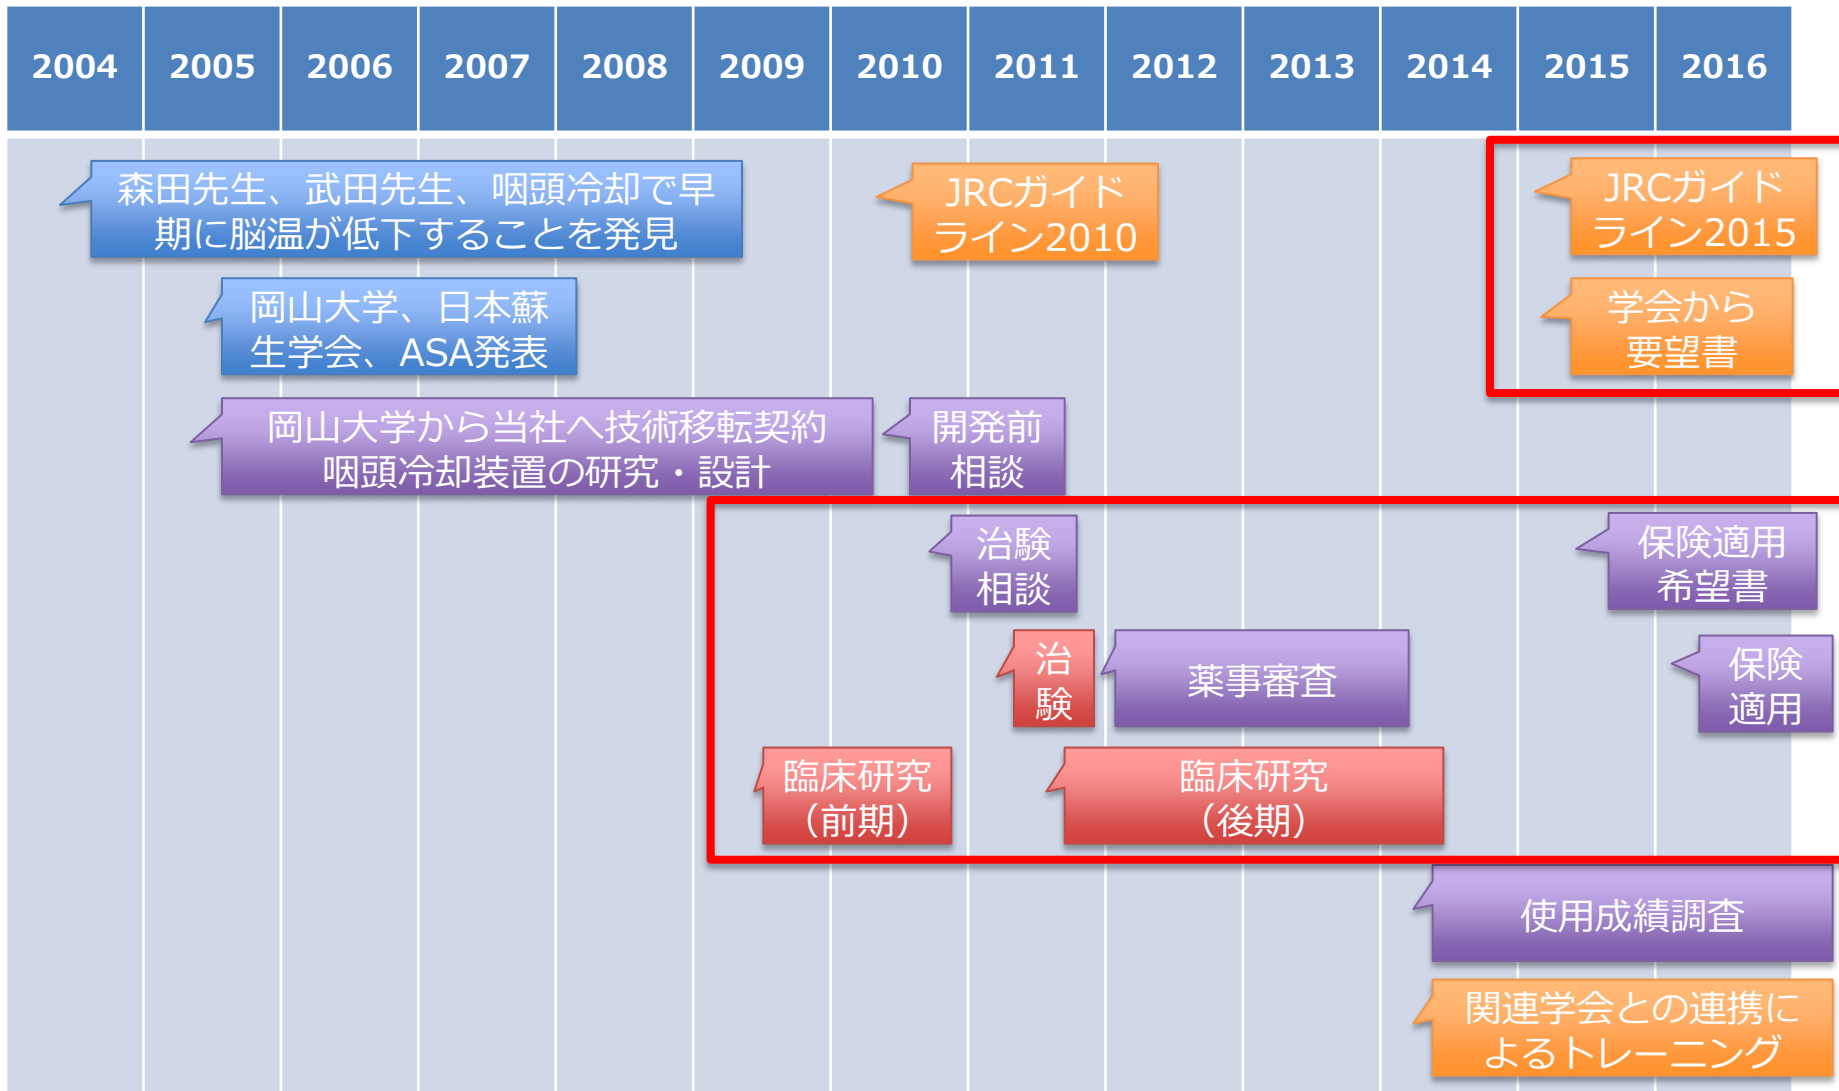 2004 2005 2006 2007 2008 2009 2010 2011 2012 2013 2014 2015 2016
森田先生、武田先生、咽頭冷却で早
期に脳温が低下することを発見
JRCガイド
ライン2010
JRCガイド
ライン2015
岡山大学、日本蘇
生学会、ASA発表
学会から
要望書
岡山大学から当社へ技術移転契約
咽頭冷却装置の研究・設計
開発前
相談
治験
相談
保険適用
希望書
治
験
薬事審査
保険
適用
臨床研究
（前期）
臨床研究
（後期）
使用成績調査
関連学会との連携に
よるトレーニング